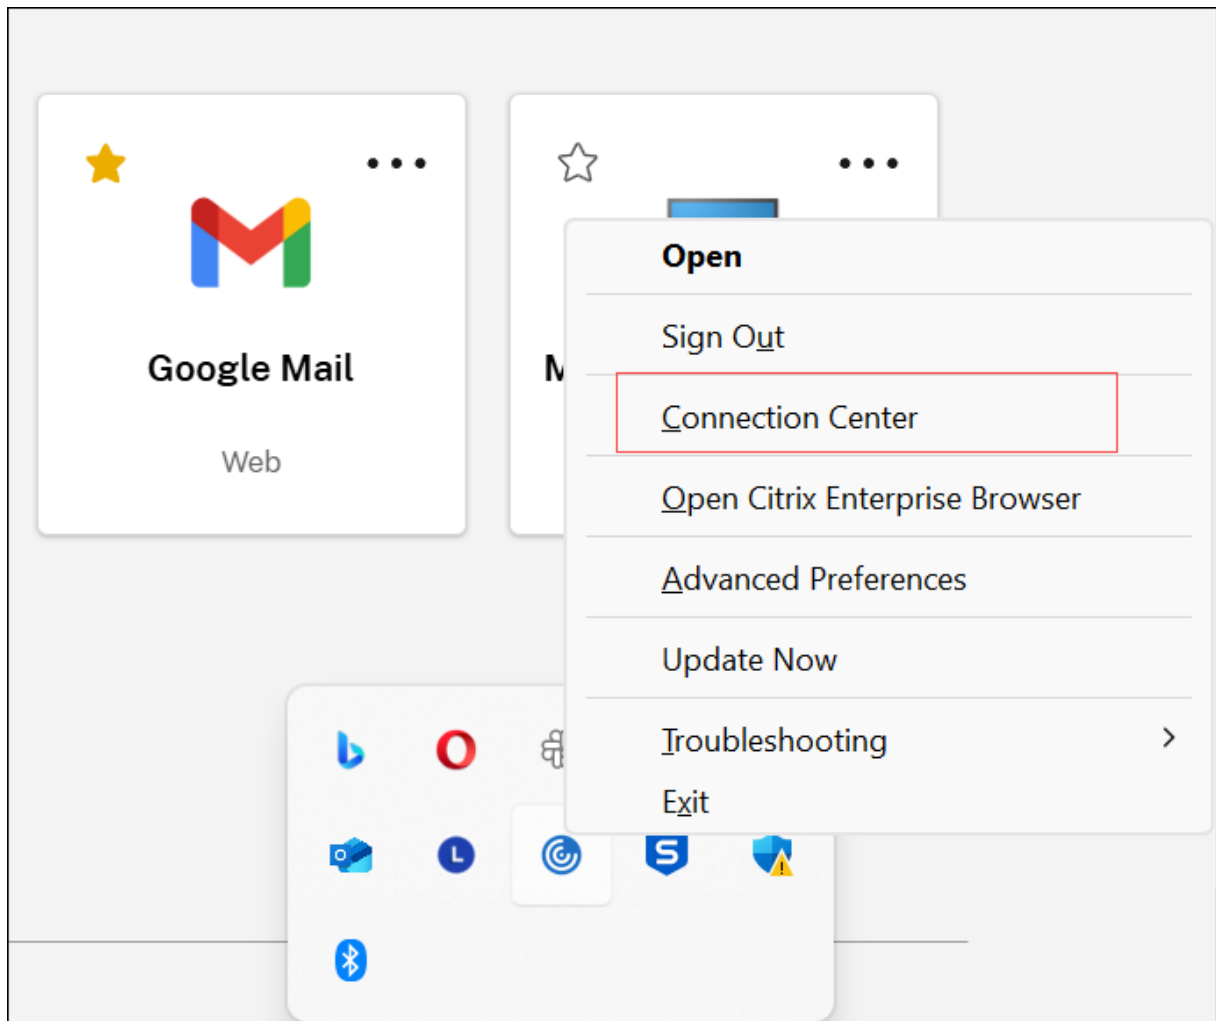 Google Mail
Web
M
Open
Sign Out
Connection Center
Open Citrix Enterprise Browser
Advanced Preferences
Update Now
Troubleshooting
Exit
L
S